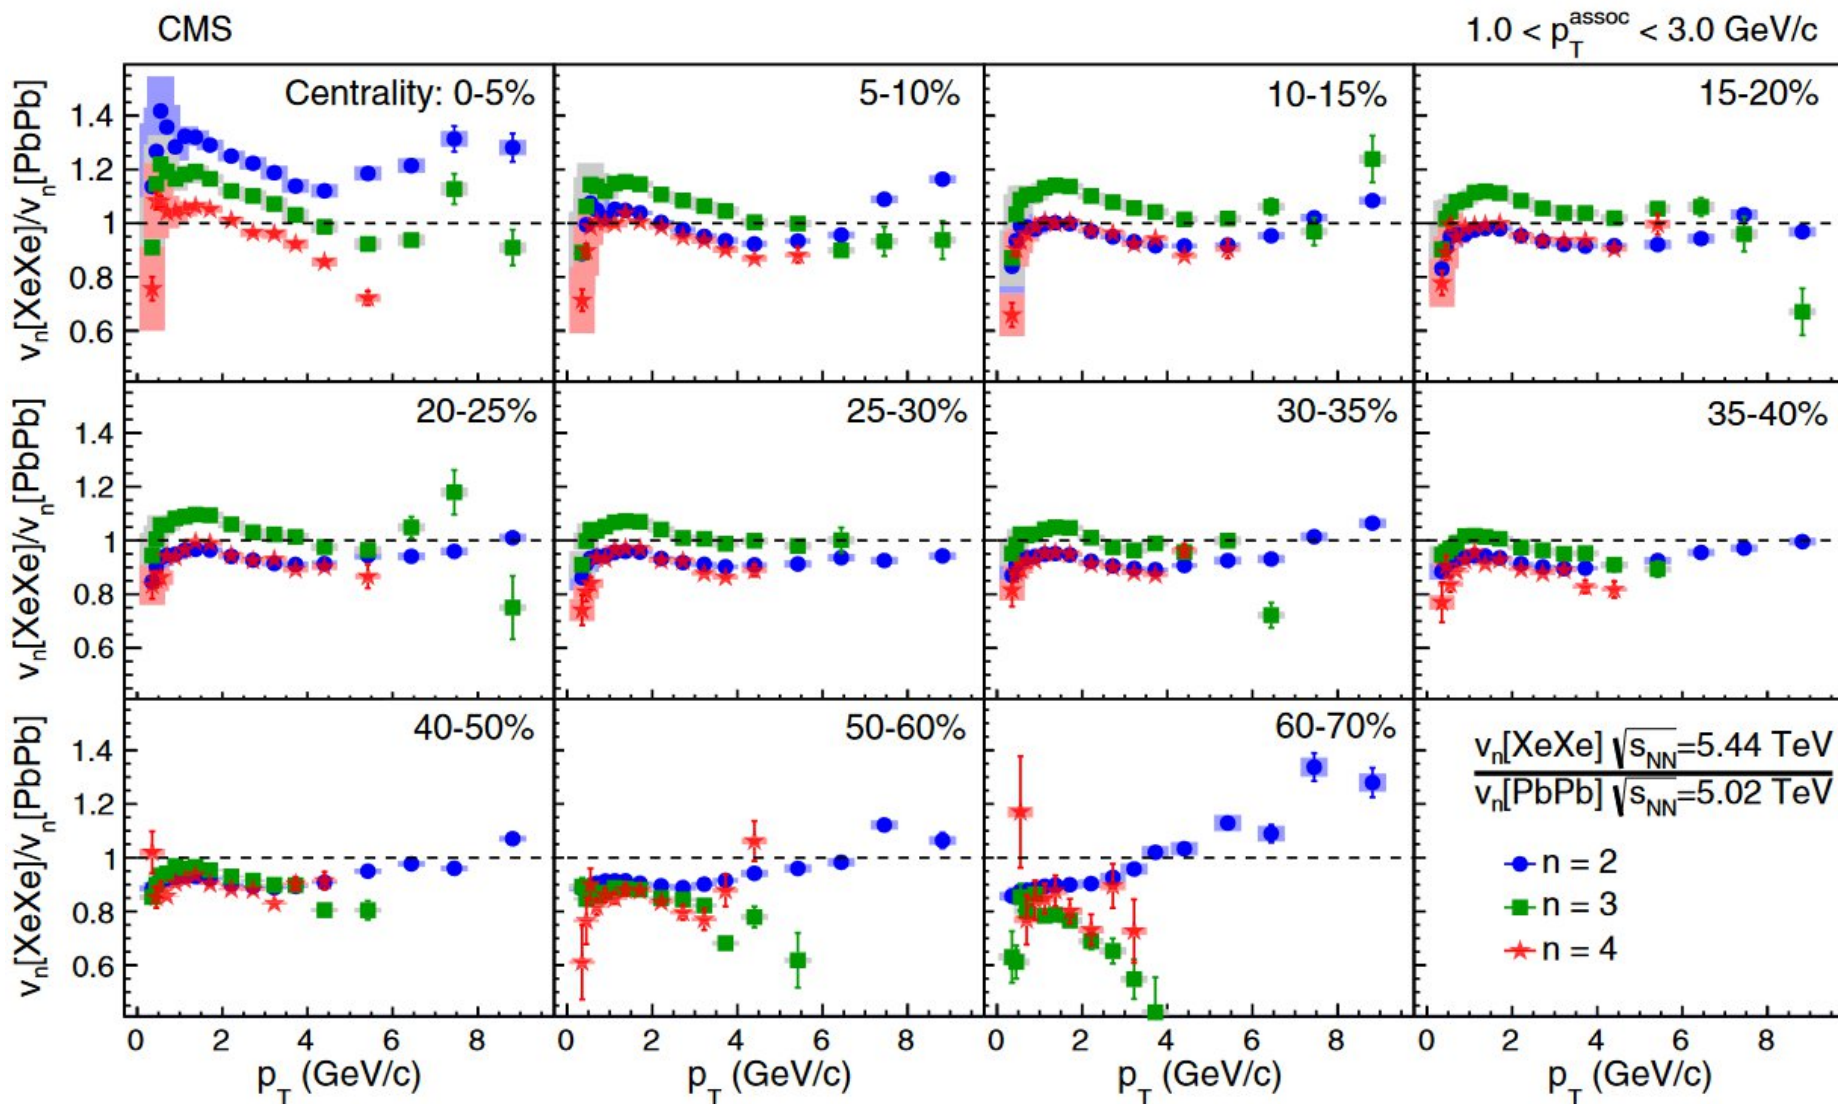 CMS
1.0 < p_T^assoc < 3.0 GeV/c
v_n[XeXe]/v_n[PbPb]
1.4
1.2
1
0.8
0.6
Centrality: 0-5%
5-10%
10-15%
15-20%
v_n[XeXe]/v_n[PbPb]
1.4
1.2
1
0.8
0.6
20-25%
25-30%
30-35%
35-40%
v_n[XeXe]/v_n[PbPb]
1.4
1.2
1
0.8
0.6
40-50%
50-60%
60-70%
v_n[XeXe] √s_NN=5.44 TeV
v_n[PbPb] √s_NN=5.02 TeV
n = 2
n = 3
n = 4
0 2 4 6 8
0 2 4 6 8
0 2 4 6 8
0 2 4 6 8
p_T (GeV/c)
p_T (GeV/c)
p_T (GeV/c)
p_T (GeV/c)